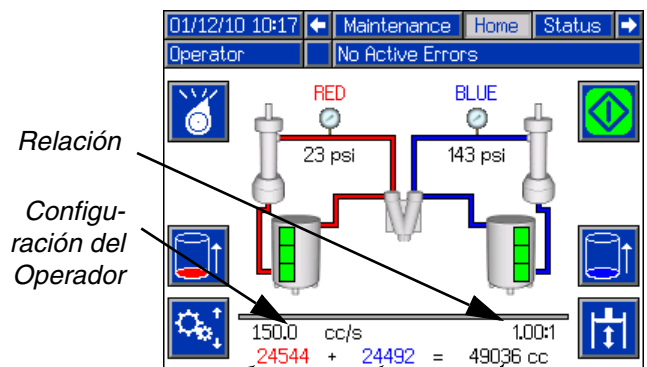 01/12/10 10:17 Maintenance Home Status
Operator No Active Errors
RED BLUE
23 psi 143 psi
Relación
Configu-
ración del
Operador
150.0 cc/s 1.00:1
24544 + 24492 = 49036 cc